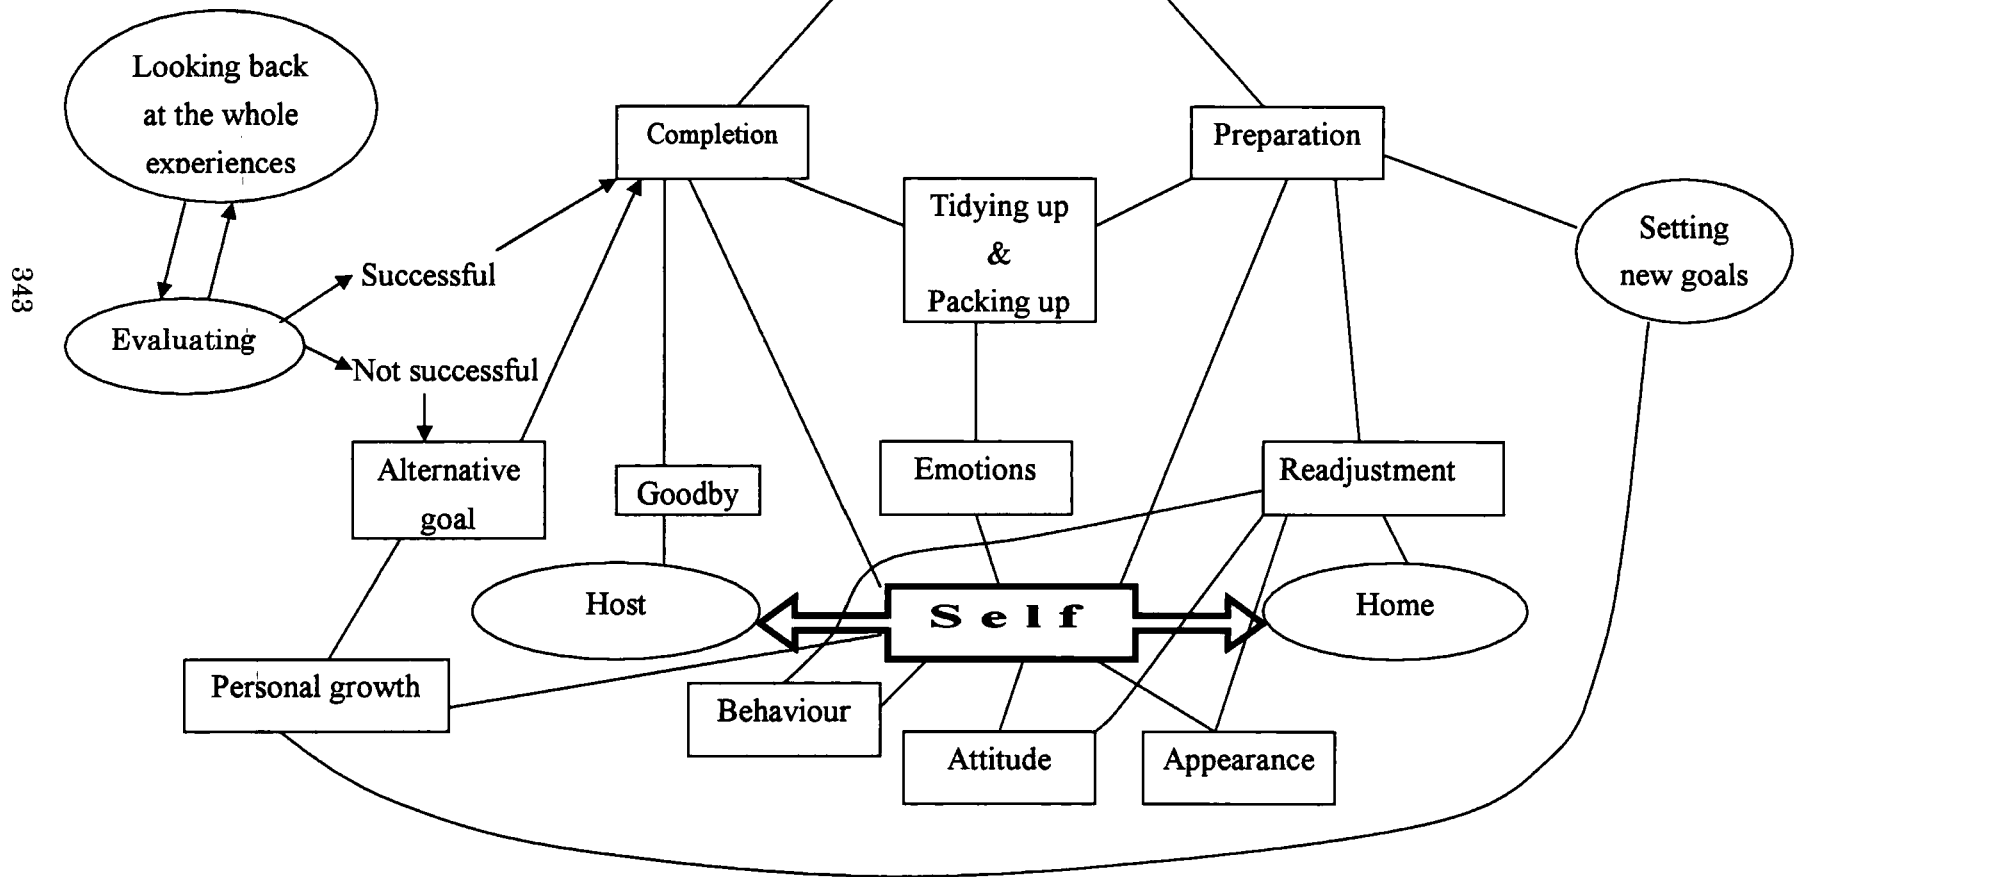 Looking back
at the whole
experiences
Completion
Preparation
Tidying up
&
Packing up
Setting
new goals
343
Successful
Evaluating
Not successful
Alternative
goal
Goodby
Emotions
Readjustment
Host
Self
Home
Personal growth
Behaviour
Attitude
Appearance